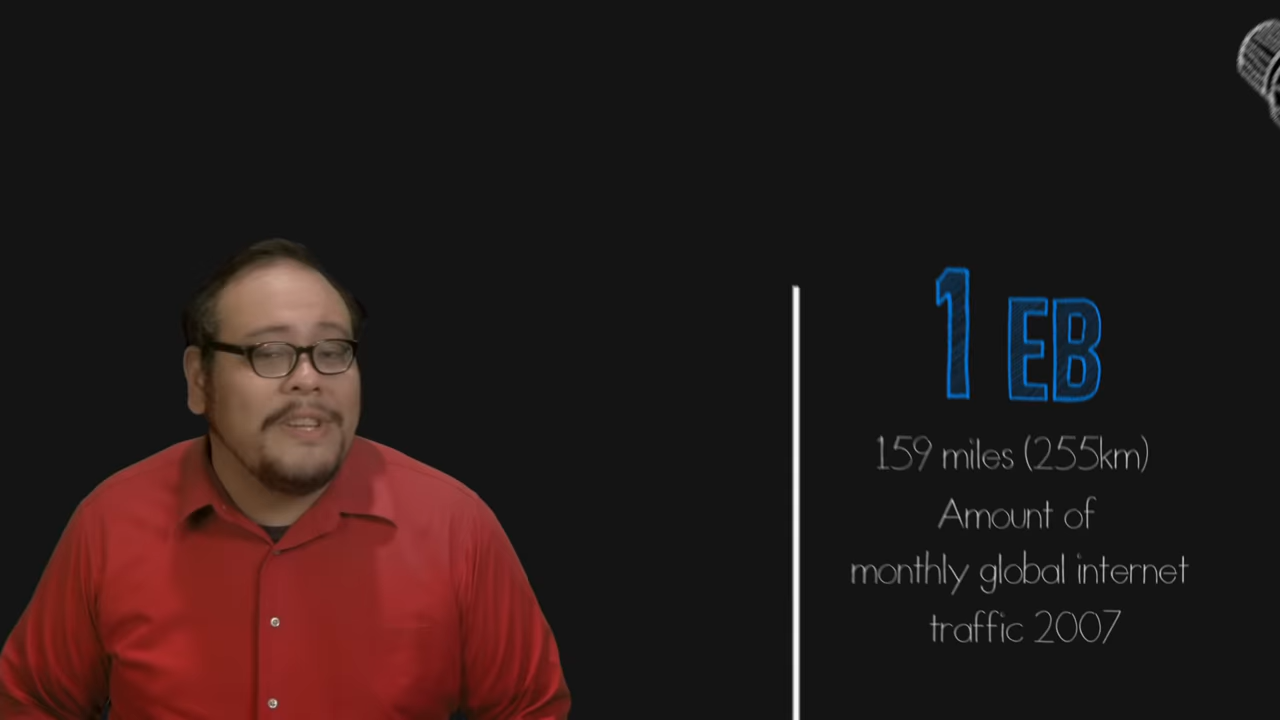 1 EB
159 miles (255km)
Amount of
monthly global internet
traffic 2007